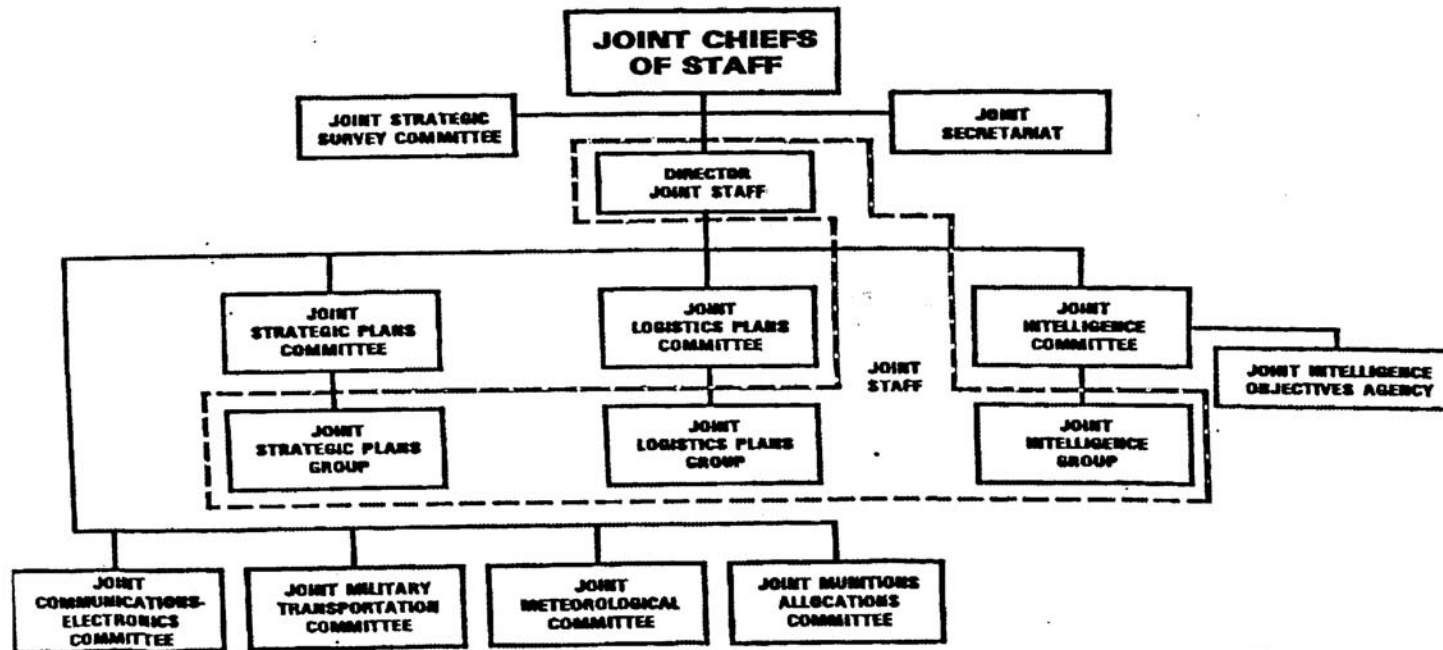 JOINT CHIEFS
OF STAFF
JOINT STRATEGIC
SURVEY COMMITTEE
JOINT
SECRETARIAT
DIRECTOR
JOINT STAFF
JOINT
STRATEGIC PLANS
COMMITTEE
JOINT
LOGISTICS PLANS
COMMITTEE
JOINT
INTELLIGENCE
COMMITTEE
JOINT
STAFF
JOINT INTELLIGENCE
OBJECTIVES AGENCY
JOINT
STRATEGIC PLANS
GROUP
JOINT
LOGISTICS PLANS
GROUP
JOINT
INTELLIGENCE
GROUP
JOINT
COMMUNICATIONS-
ELECTRONICS
COMMITTEE
JOINT MILITARY
TRANSPORTATION
COMMITTEE
JOINT
METEOROLOGICAL
COMMITTEE
JOINT MUNITIONS
ALLOCATIONS
COMMITTEE